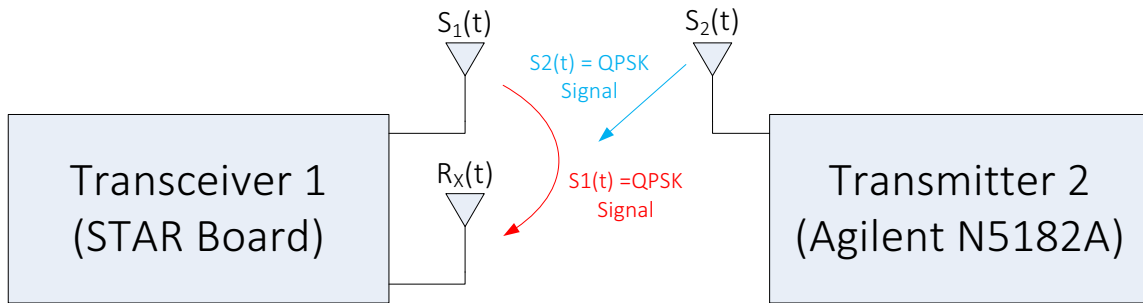 S1(t)
S2(t)
S2(t) = QPSK
Signal
Transceiver 1
(STAR Board)
RX(t)
S1(t) =QPSK
Signal
Transmitter 2
(Agilent N5182A)